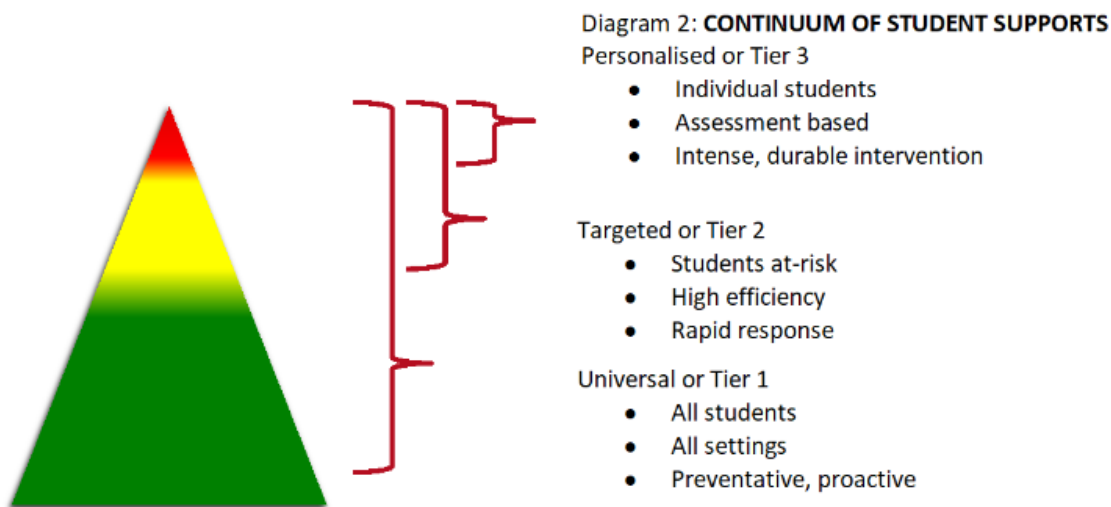 Diagram 2: CONTINUUM OF STUDENT SUPPORTS
Personalised or Tier 3
● Individual students
● Assessment based
● Intense, durable intervention
Targeted or Tier 2
● Students at-risk
● High efficiency
● Rapid response
Universal or Tier 1
● All students
● All settings
● Preventative, proactive